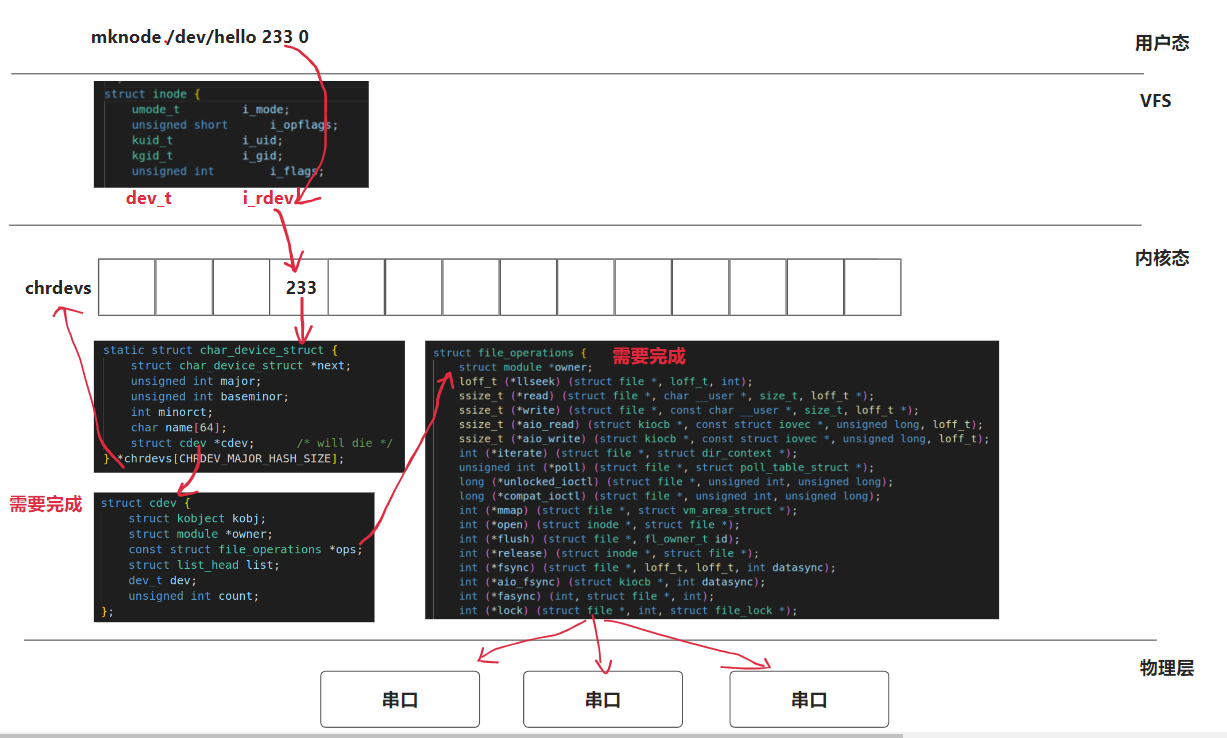 mknode ./dev/hello 233 0
用户态
VFS
struct inode {
umode_t i_mode;
unsigned short i_opflags;
kuid_t i_uid;
kgid_t i_gid;
unsigned int i_flags;
dev_t i_rdev
内核态
chrdevs
233
static struct char_device_struct {
struct char_device_struct *next;
unsigned int major;
unsigned int baseminor;
int minorct;
char name[64];
struct cdev *cdev; /* will die */
} *chrdevs[CHRDEV_MAJOR_HASH_SIZE];
需要完成
struct cdev {
struct kobject kobj;
struct module *owner;
const struct file_operations *ops;
struct list_head list;
dev_t dev;
unsigned int count;
};
struct file_operations {
需要完成
struct module *owner;
loff_t (*llseek) (struct file *, loff_t, int);
ssize_t (*read) (struct file *, char __user *, size_t, loff_t *);
ssize_t (*write) (struct file *, const char __user *, size_t, loff_t *);
ssize_t (*aio_read) (struct kiocb *, const struct iovec *, unsigned long, loff_t);
ssize_t (*aio_write) (struct kiocb *, const struct iovec *, unsigned long, loff_t);
int (*iterate) (struct file *, struct dir_context *);
unsigned int (*poll) (struct file *, struct poll_table_struct *);
long (*unlocked_ioctl) (struct file *, unsigned int, unsigned long);
long (*compat_ioctl) (struct file *, unsigned int, unsigned long);
int (*mmap) (struct file *, struct vm_area_struct *);
int (*open) (struct inode *, struct file *);
int (*flush) (struct file *, fl_owner_t id);
int (*release) (struct inode *, struct file *);
int (*fsync) (struct file *, loff_t, loff_t, int datasync);
int (*aio_fsync) (struct kiocb *, int datasync);
int (*fasync) (int, struct file *, int);
int (*lock) (struct file *, int, struct file_lock *);
物理层
串口
串口
串口